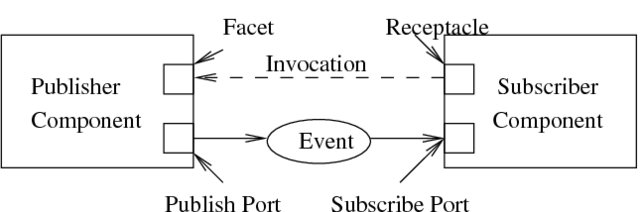 Facet
Receptacle
Invocation
Publisher
Component
Subscriber
Component
Event
Publish Port
Subscribe Port